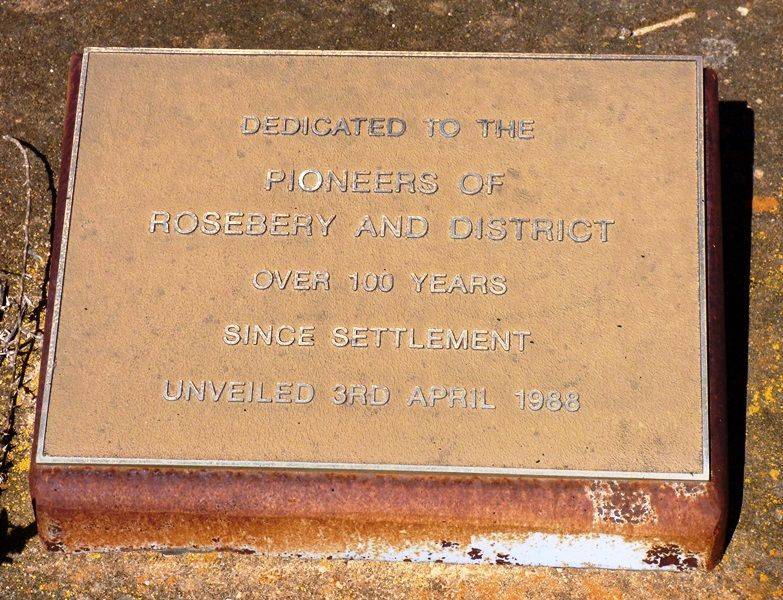 DEDICATED TO THE
PIONEERS OF
ROSEBERY AND DISTRICT
OVER 100 YEARS
SINCE SETTLEMENT
UNVEILED 3RD APRIL 1988